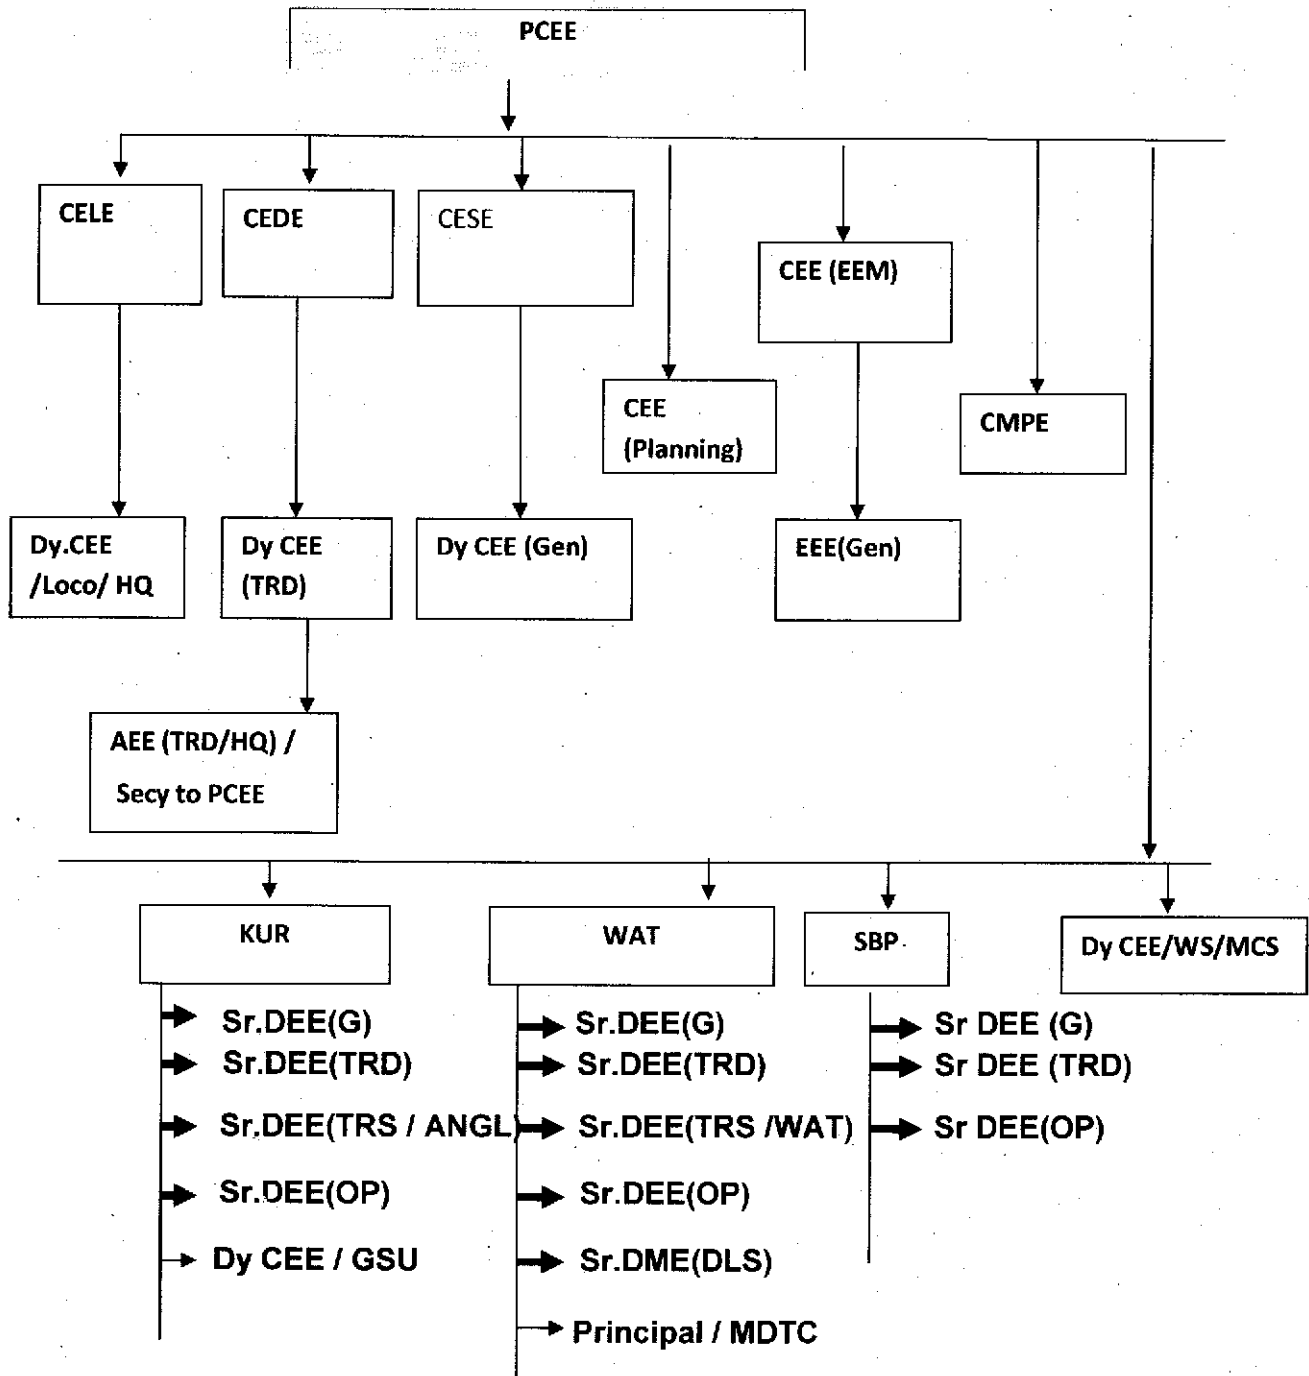 PCEE
CELE
CEDE
CESE
CEE (EEM)
CEE
(Planning)
CMPE
Dy.CEE
/Loco/ HQ
Dy CEE
(TRD)
Dy CEE (Gen)
EEE(Gen)
AEE (TRD/HQ) /
Secy to PCEE
KUR
WAT
SBP
Dy CEE/WS/MCS
Sr.DEE(G)
Sr.DEE(TRD)
Sr.DEE(TRS / ANGL)
Sr.DEE(OP)
Dy CEE / GSU
Sr.DEE(G)
Sr.DEE(TRD)
Sr.DEE(TRS /WAT)
Sr.DEE(OP)
Sr.DME(DLS)
Principal / MDTC
Sr DEE (G)
Sr DEE (TRD)
Sr DEE(OP)